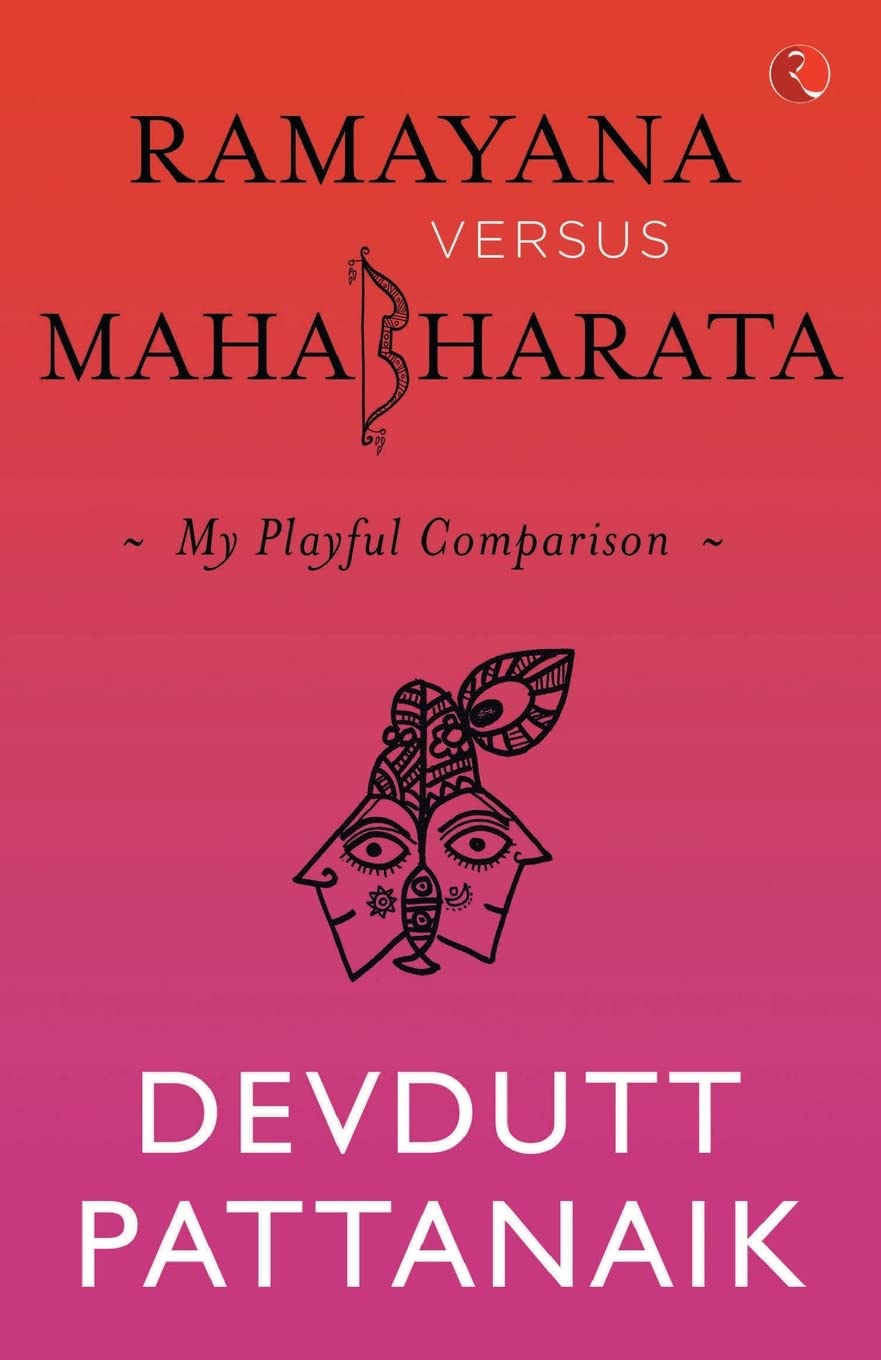 RAMAYANA
VERSUS
MAHABHARATA
~ My Playful Comparison ~
DEVDUTT
PATTANAIK